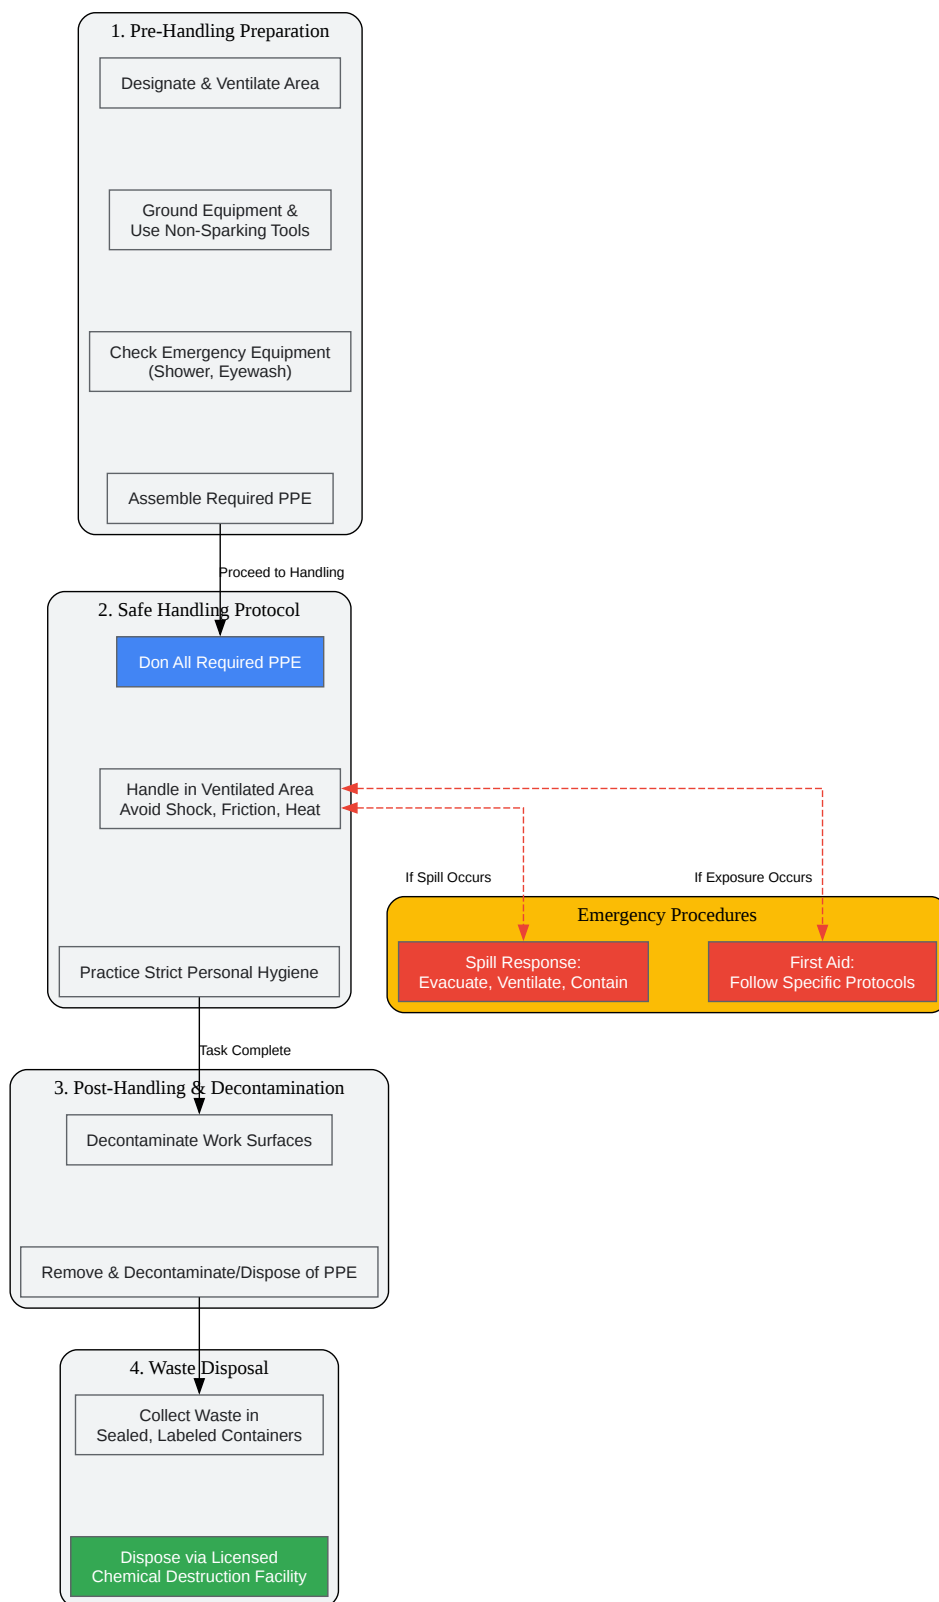 1. Pre-Handling Preparation
Designate & Ventilate Area
Ground Equipment &
Use Non-Sparking Tools
Check Emergency Equipment
(Shower, Eyewash)
Assemble Required PPE
Proceed to Handling
2. Safe Handling Protocol
Don All Required PPE
Handle in Ventilated Area
Avoid Shock, Friction, Heat
If Spill Occurs
If Exposure Occurs
Emergency Procedures
Spill Response:
Evacuate, Ventilate, Contain
First Aid:
Follow Specific Protocols
Practice Strict Personal Hygiene
Task Complete
3. Post-Handling & Decontamination
Decontaminate Work Surfaces
Remove & Decontaminate/Dispose of PPE
4. Waste Disposal
Collect Waste in
Sealed, Labeled Containers
Dispose via Licensed
Chemical Destruction Facility